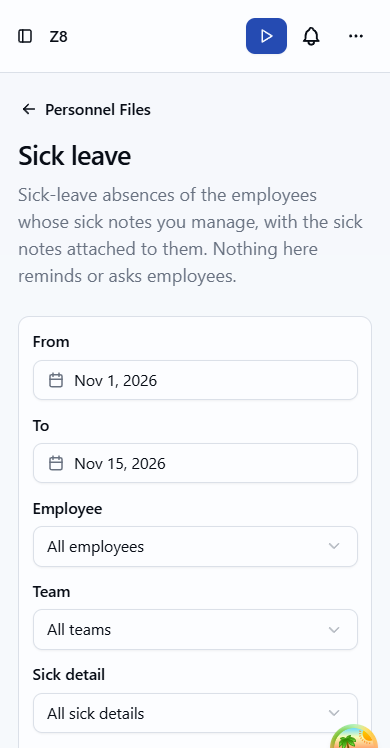 Z8
Personnel Files
Sick leave
Sick-leave absences of the employees
whose sick notes you manage, with the sick
notes attached to them. Nothing here
reminds or asks employees.
From
Nov 1, 2026
To
Nov 15, 2026
Employee
All employees
Team
All teams
Sick detail
All sick details